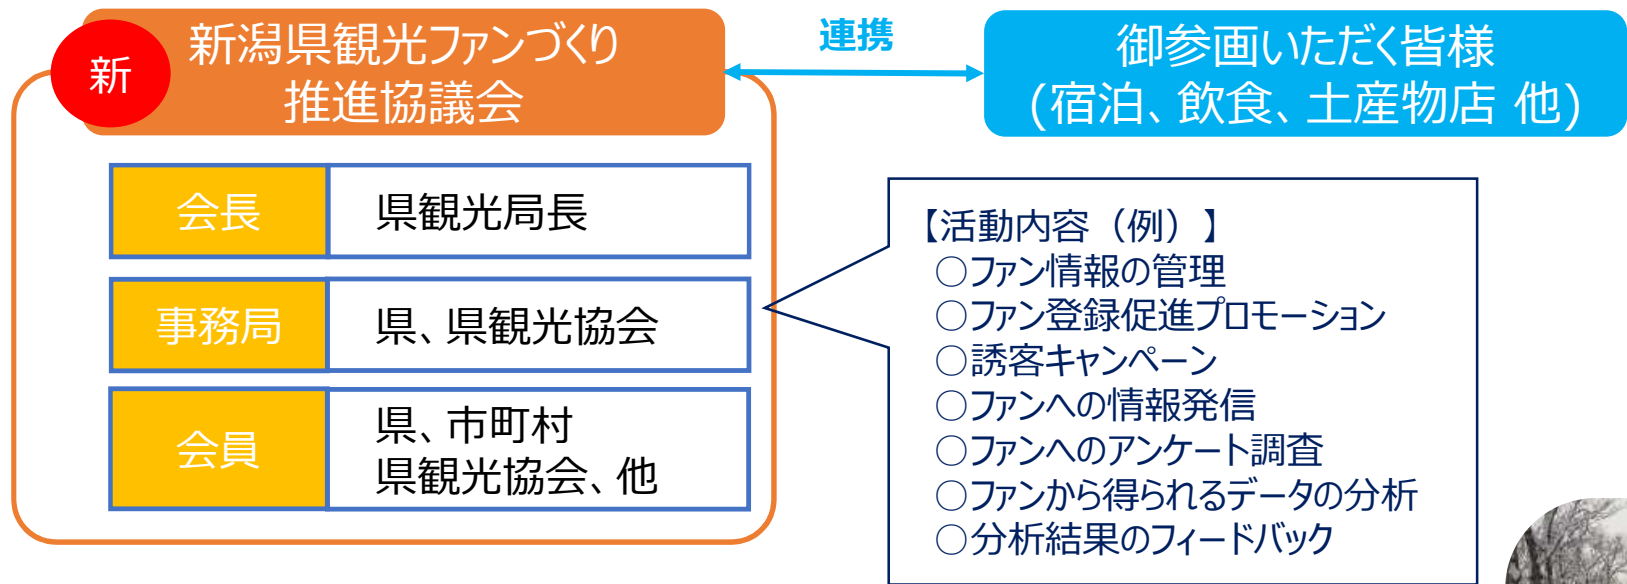 新
新潟県観光ファンづくり
推進協議会
連携
御参画いただく皆様
(宿泊、飲食、土産物店 他)
会長
県観光局長
事務局
県、県観光協会
会員
県、市町村
県観光協会、他
【活動内容（例）】
○ファン情報の管理
○ファン登録促進プロモーション
○誘客キャンペーン
○ファンへの情報発信
○ファンへのアンケート調査
○ファンから得られるデータの分析
○分析結果のフィードバック